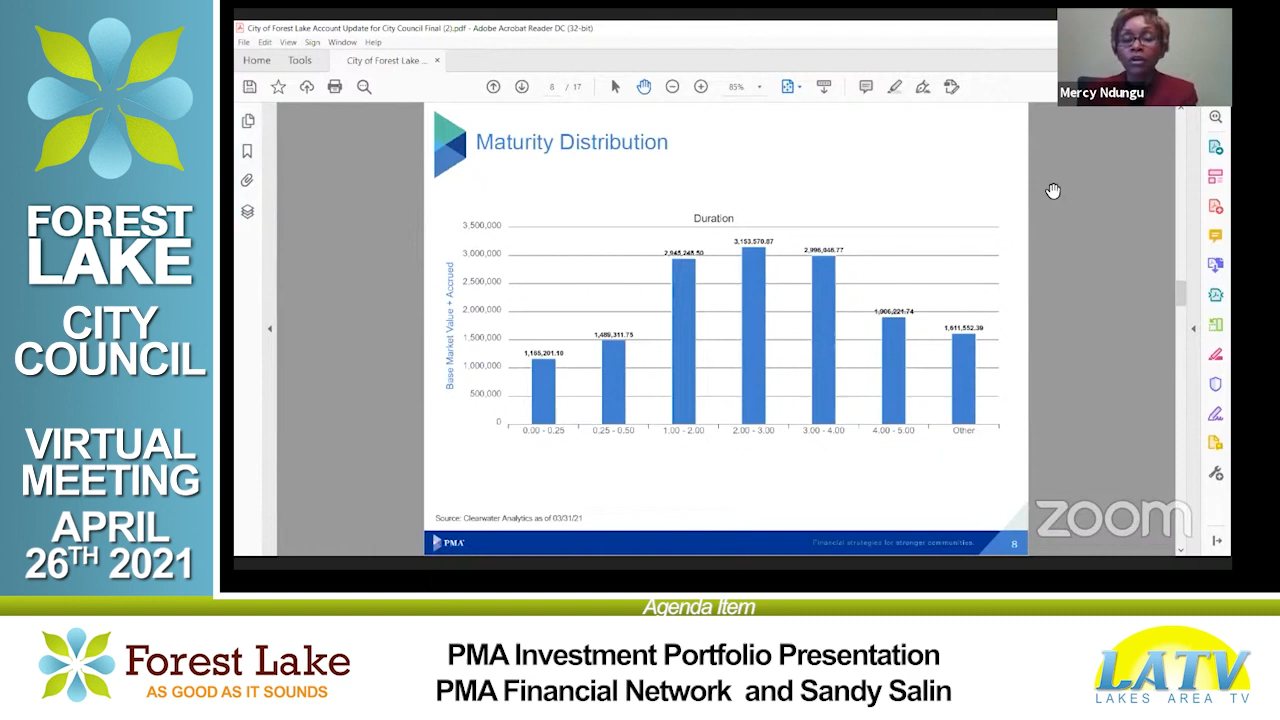 FOREST
LAKE
CITY
COUNCIL
VIRTUAL
MEETING
APRIL
26TH 2021
City of Forest Lake Account Update for City Council Final (2).pdf - Adobe Acrobat Reader DC (32-bit)
File Edit View Sign Window Help
Home Tools City of Forest Lake ... ×
8 / 17 85%
Mercy Ndungu
Maturity Distribution
Duration
Base Market Value + Accrued
3,500,000
3,000,000
2,500,000
2,000,000
1,500,000
1,000,000
500,000
0
1,165,201.10
1,489,311.75
2,945,245.50
3,153,570.87
2,996,046.77
1,906,221.74
1,611,552.39
0.00 - 0.25 0.25 - 0.50 1.00 - 2.00 2.00 - 3.00 3.00 - 4.00 4.00 - 5.00 Other
Source: Clearwater Analytics as of 03/31/21
PMA
Financial strategies for stronger communities.
8
zoom
Agenda Item
Forest Lake
AS GOOD AS IT SOUNDS
PMA Investment Portfolio Presentation
PMA Financial Network and Sandy Salin
LATV
LAKES AREA TV